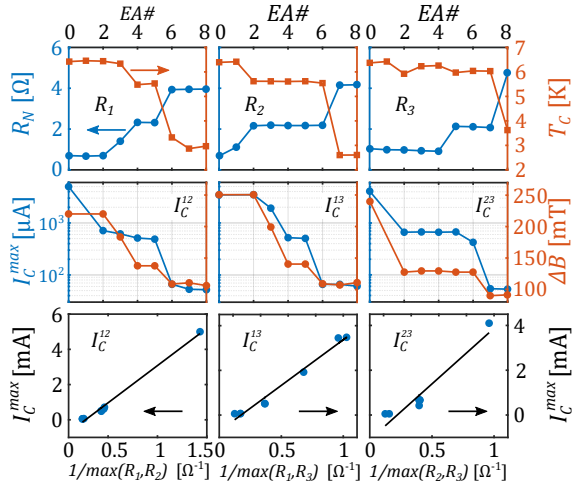 EA# EA# EA#
0 2 4 6 8 0 2 4 6 8 0 2 4 6 8
R_N [Ω]
6
4
2
0
R_1 R_2 R_3
7
6
5
4
3
2
T_C [K]
I_C^max [µA]
10^3
10^2
I_C^12 I_C^13 I_C^23
250
200
150
100
ΔB [mT]
I_C^max [mA]
6
4
2
0
I_C^12 I_C^13 I_C^23
4
2
0
I_C^max [mA]
0 0.5 1 1.5 0 0.5 1 0 0.5 1
1/max(R_1,R_2) [Ω^-1] 1/max(R_1,R_3) [Ω^-1] 1/max(R_2,R_3) [Ω^-1]